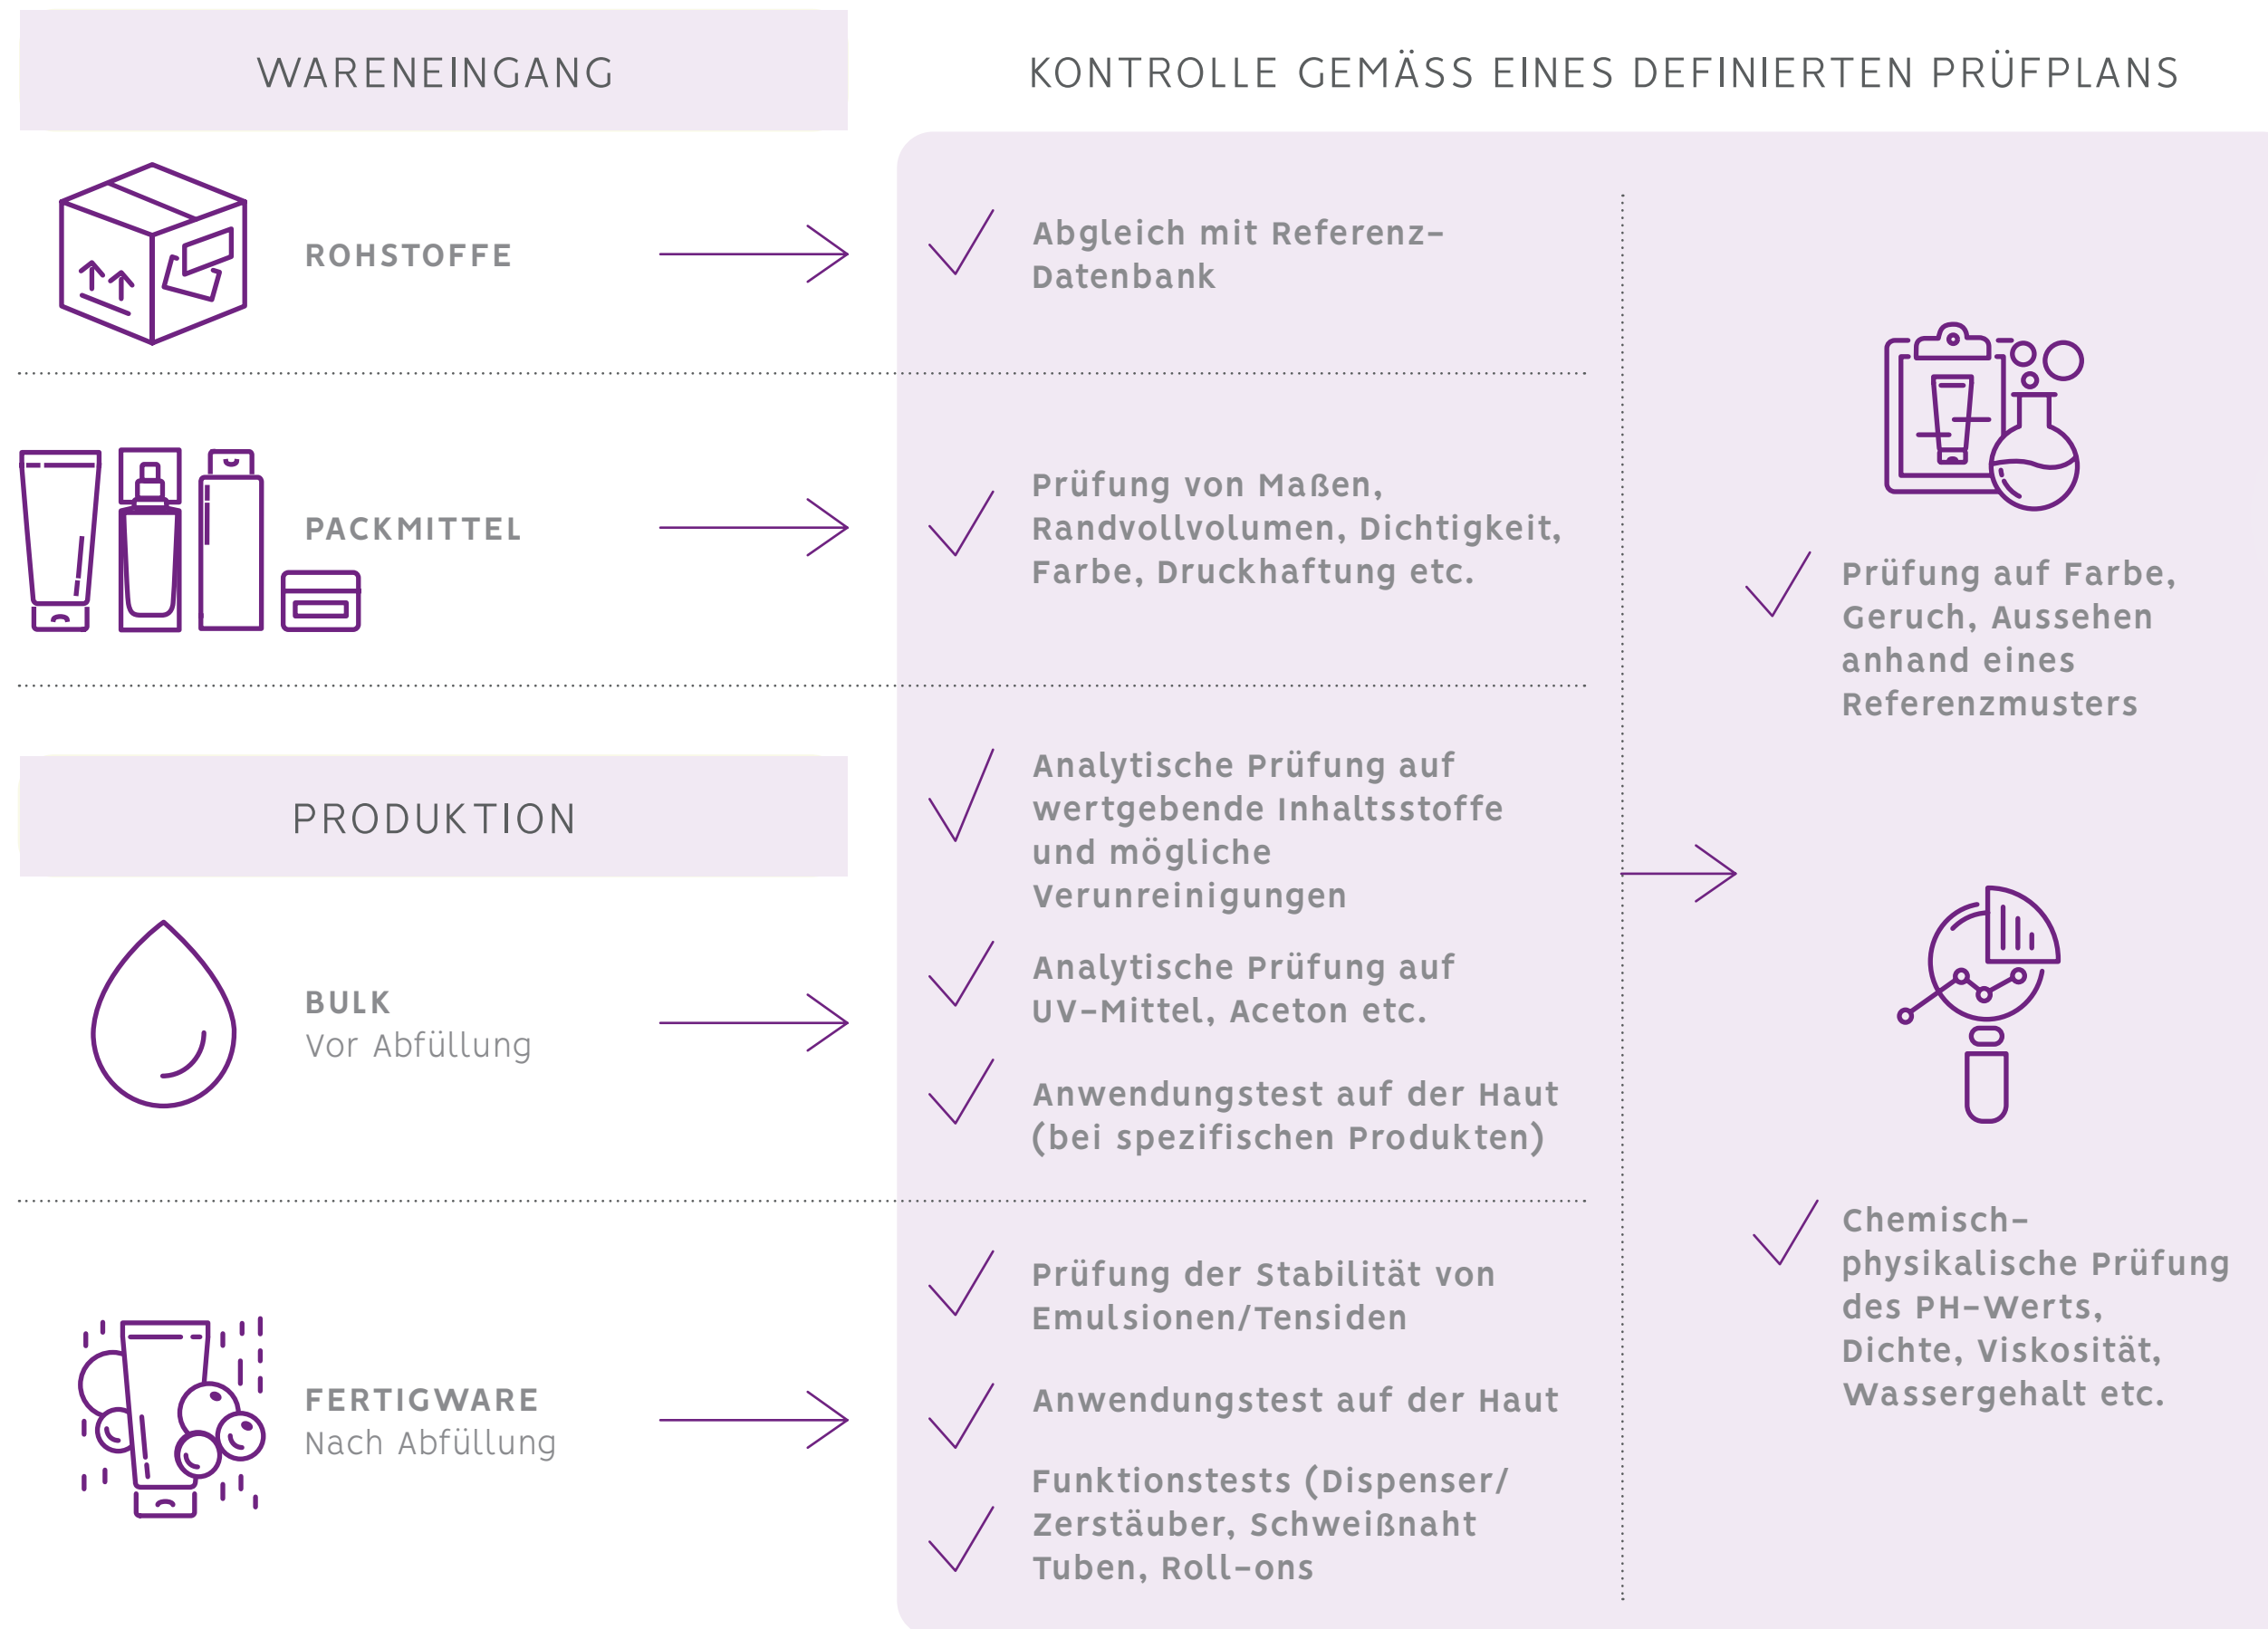 WARENEINGANG
KONTROLLE GEMÄSS EINES DEFINIERTEN PRÜFPLANS
ROHSTOFFE
Abgleich mit Referenz-
Datenbank
PACKMITTEL
Prüfung von Maßen,
Randvollvolumen, Dichtigkeit,
Farbe, Druckhaftung etc.
PRODUKTION
BULK
Vor Abfüllung
Analytische Prüfung auf
wertgebende Inhaltsstoffe
und mögliche
Verunreinigungen
Analytische Prüfung auf
UV-Mittel, Aceton etc.
Anwendungstest auf der Haut
(bei spezifischen Produkten)
FERTIGWARE
Nach Abfüllung
Prüfung der Stabilität von
Emulsionen/Tensiden
Anwendungstest auf der Haut
Funktionstests (Dispenser/
Zerstäuber, Schweißnaht
Tuben, Roll-ons
Prüfung auf Farbe,
Geruch, Aussehen
anhand eines
Referenzmusters
Chemisch-
physikalische Prüfung
des PH-Werts,
Dichte, Viskosität,
Wassergehalt etc.